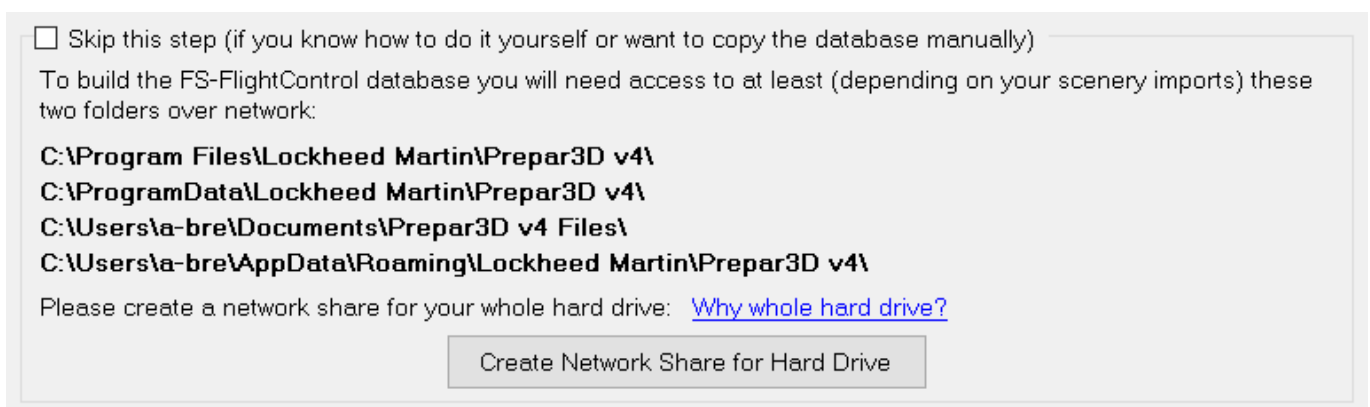 Skip this step (if you know how to do it yourself or want to copy the database manually)
To build the FS-FlightControl database you will need access to at least (depending on your scenery imports) these
two folders over network:
C:\Program Files\Lockheed Martin\Prepar3D v4\
C:\ProgramData\Lockheed Martin\Prepar3D v4\
C:\Users\a-bre\Documents\Prepar3D v4 Files\
C:\Users\a-bre\AppData\Roaming\Lockheed Martin\Prepar3D v4\
Please create a network share for your whole hard drive: Why whole hard drive?
Create Network Share for Hard Drive